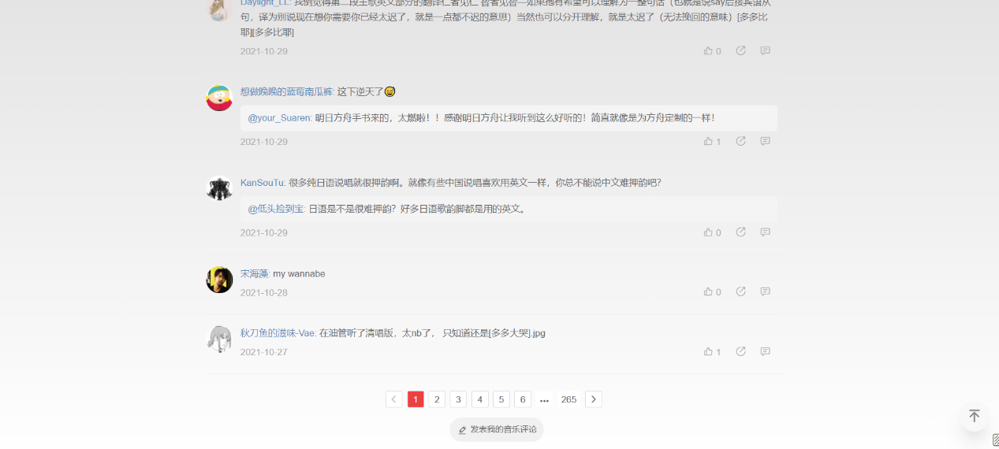 Daylight_LL: 我倒觉得第二段主歌英文部分的翻译仁者见仁 智者见智—如果抱有希望可以理解为一整句话（也就是说say后接宾语从
句，译为别说现在想你需要你已经太迟了，就是一点都不迟的意思）当然也可以分开理解，就是太迟了（无法挽回的意味）[多多比
耶][多多比耶]
2021-10-29
0
想做晚晚的蓝莓南瓜裤: 这下逆天了😅
@your_Suaren: 明日方舟手书来的，太燃啦！！感谢明日方舟让我听到这么好听的！简直就像是为方舟定制的一样！
2021-10-29
1
KanSouTu: 很多纯日语说唱就很押韵啊。就像有些中国说唱喜欢用英文一样，你总不能说中文难押韵吧？
@低头捡到宝: 日语是不是很难押韵？好多日语歌的韵脚都是用的英文。
2021-10-29
0
宋海藻: my wannabe
2021-10-28
0
秋刀鱼的滋味-Vae: 在油管听了清唱版，太nb了， 只知道还是[多多大哭].jpg
2021-10-27
1
1 2 3 4 5 6 ... 265
发表我的音乐评论